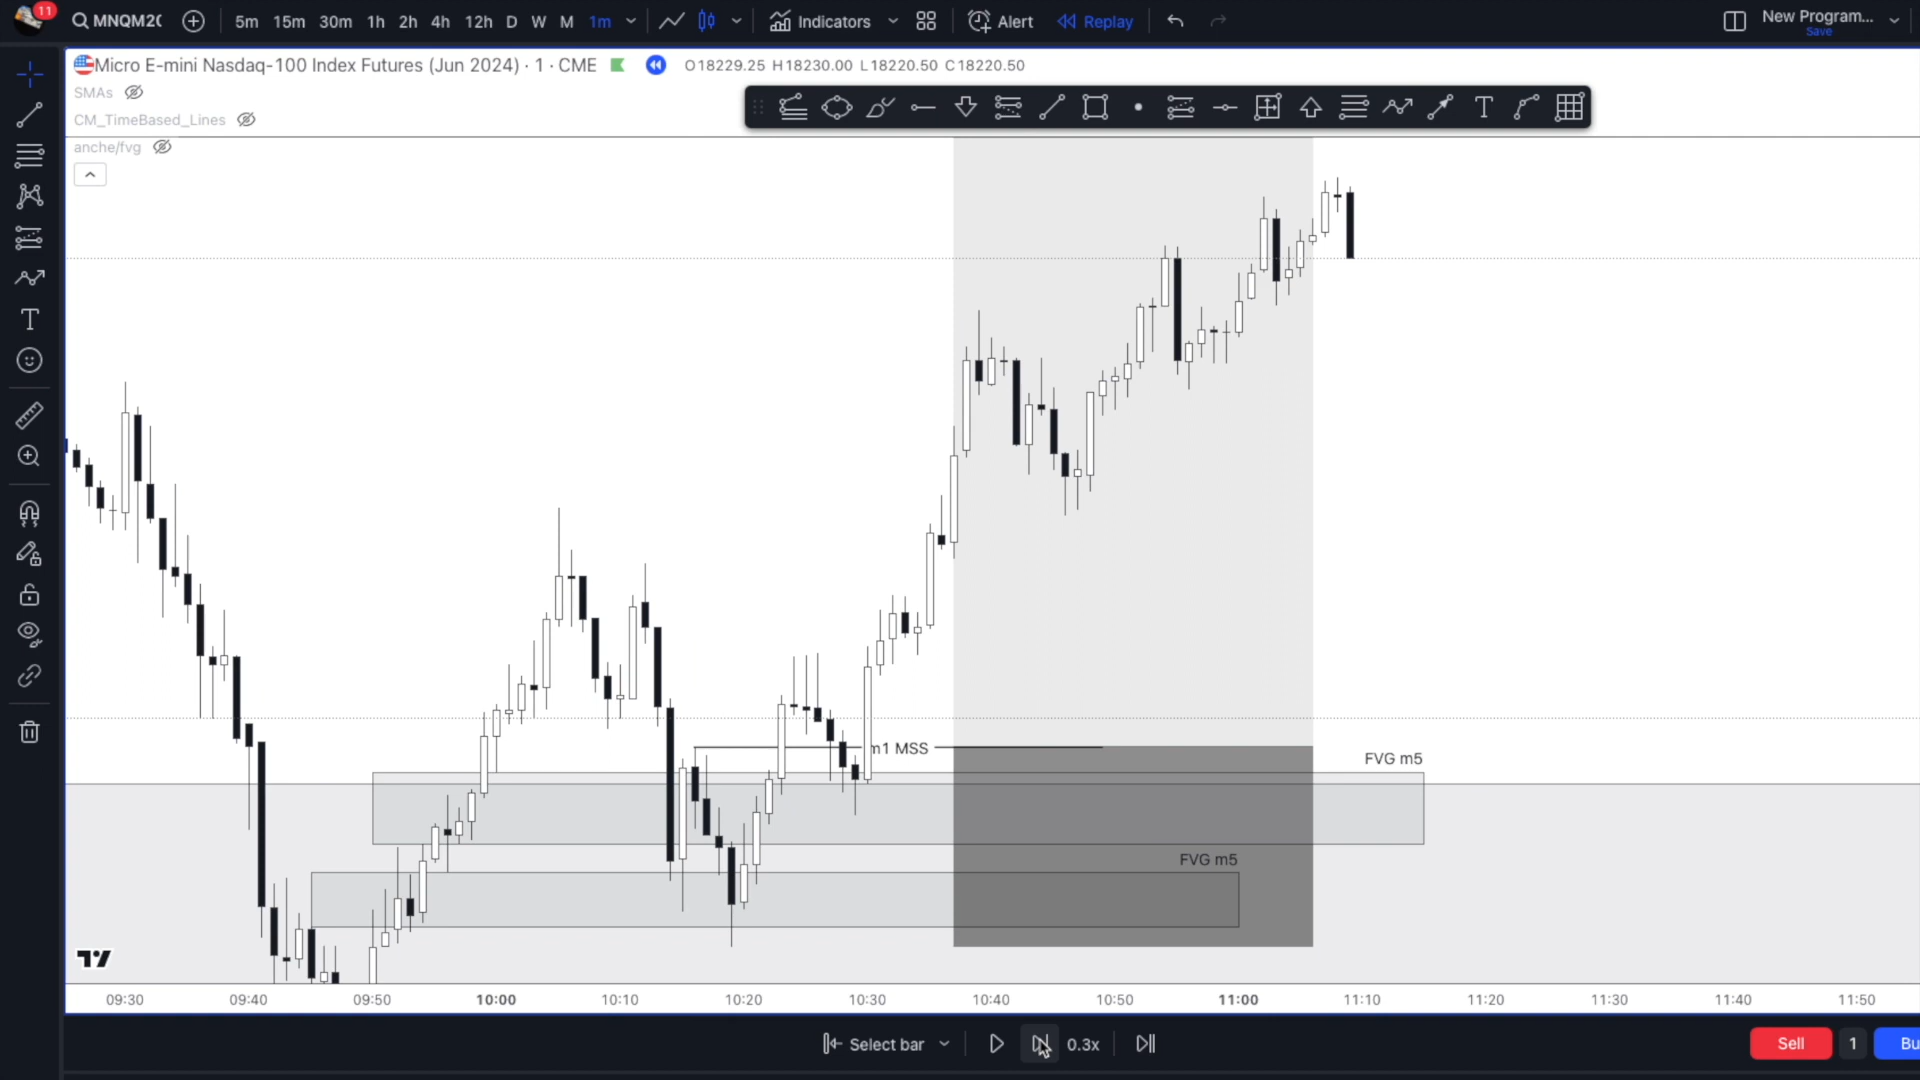 11
MNQM20
5m 15m 30m 1h 2h 4h 12h D W M 1m
Indicators
Alert
Replay
New Program...
Save
Micro E-mini Nasdaq-100 Index Futures (Jun 2024) · 1 · CME
O18229.25 H18230.00 L18220.50 C18220.50
SMAs
CM_TimeBased_Lines
anche/fvg
m1 MSS
FVG m5
FVG m5
09:30 09:40 09:50 10:00 10:10 10:20 10:30 10:40 10:50 11:00 11:10 11:20 11:30 11:40 11:50
Select bar
0.3x
Sell
1
Bu